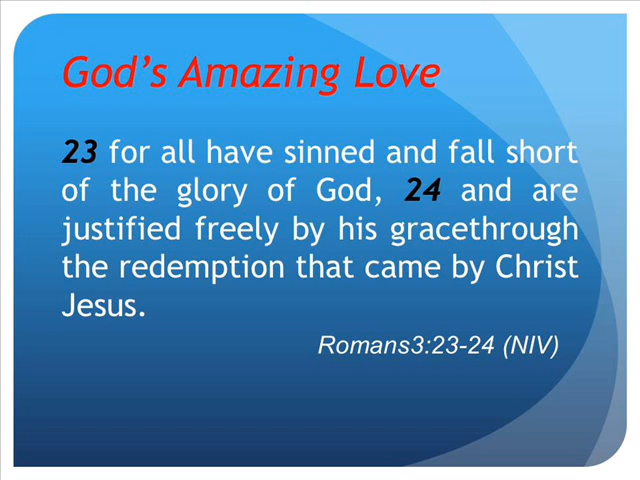 God’s Amazing Love
23 for all have sinned and fall short
of the glory of God, 24 and are
justified freely by his gracethrough
the redemption that came by Christ
Jesus.
Romans3:23-24 (NIV)